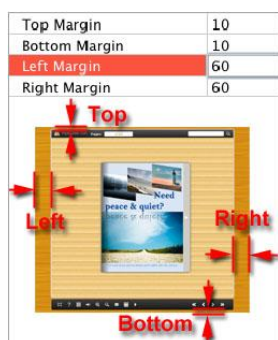 Top Margin 10
Bottom Margin 10
Left Margin 60
Right Margin 60
Top
Need
peace & quiet?
Left
Right
Bottom